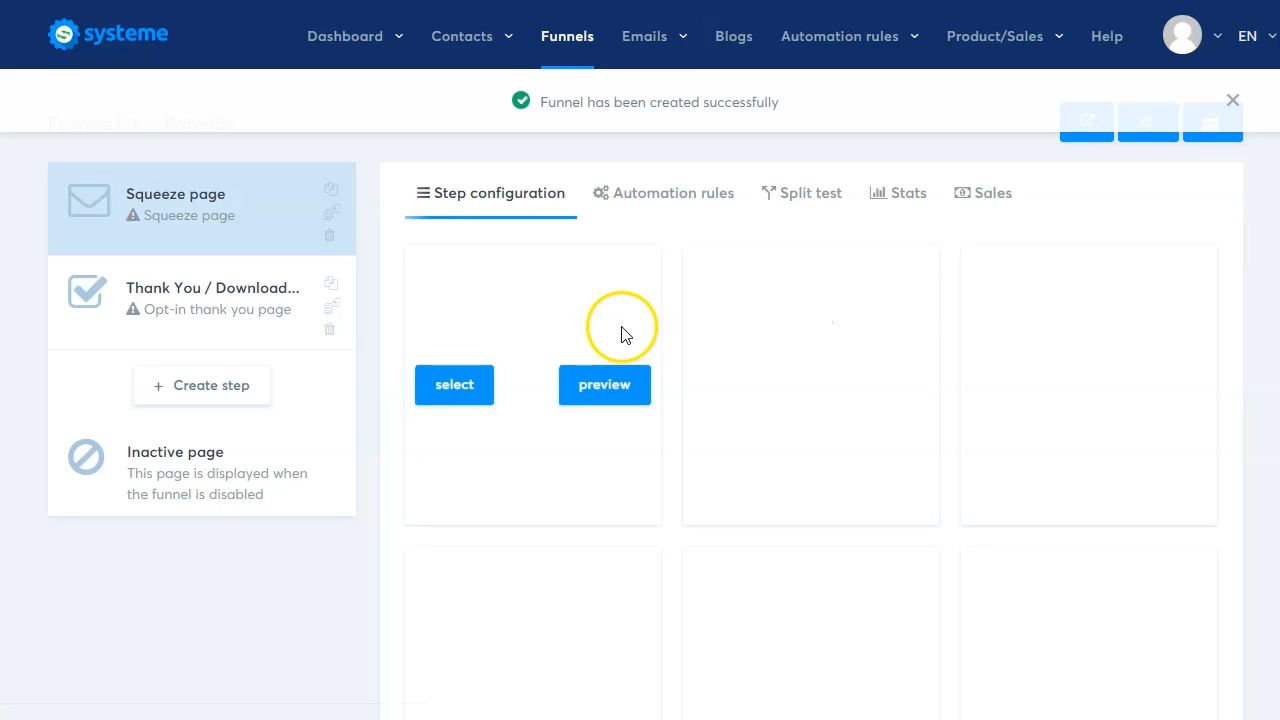 systeme
Dashboard Contacts Funnels Emails Blogs Automation rules Product/Sales Help EN
Funnel has been created successfully
Funnels list
Squeeze page
Squeeze page
Thank You / Download...
Opt-in thank you page
+ Create step
Inactive page
This page is displayed when
the funnel is disabled
Step configuration Automation rules Split test Stats Sales
select preview